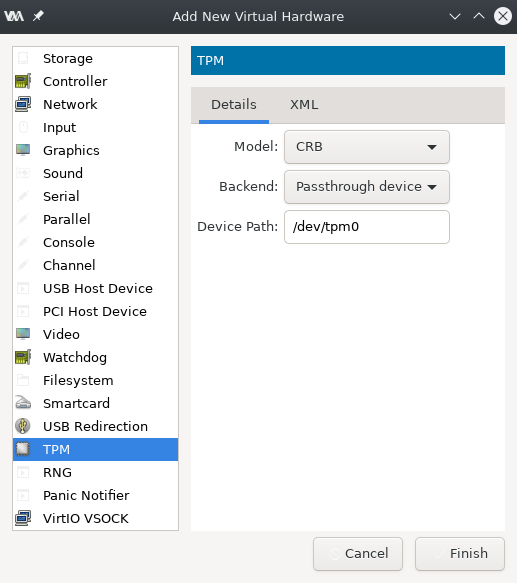 Add New Virtual Hardware
Storage
Controller
Network
Input
Graphics
Sound
Serial
Parallel
Console
Channel
USB Host Device
PCI Host Device
Video
Watchdog
Filesystem
Smartcard
USB Redirection
TPM
RNG
Panic Notifier
VirtIO VSOCK
TPM
Details XML
Model: CRB
Backend: Passthrough device
Device Path: /dev/tpm0
Cancel Finish